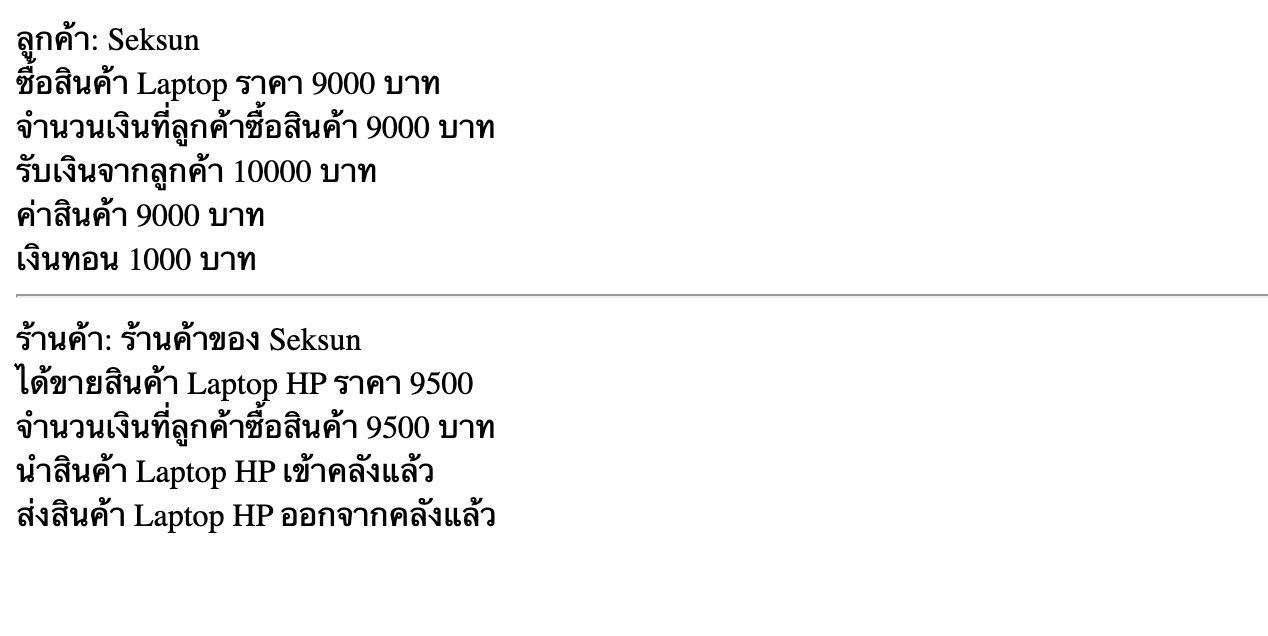 ลูกค้า: Seksun
ซื้อสินค้า Laptop ราคา 9000 บาท
จำนวนเงินที่ลูกค้าซื้อสินค้า 9000 บาท
รับเงินจากลูกค้า 10000 บาท
ค่าสินค้า 9000 บาท
เงินทอน 1000 บาท
ร้านค้า: ร้านค้าของ Seksun
ได้ขายสินค้า Laptop HP ราคา 9500
จำนวนเงินที่ลูกค้าซื้อสินค้า 9500 บาท
นำสินค้า Laptop HP เข้าคลังแล้ว
ส่งสินค้า Laptop HP ออกจากคลังแล้ว